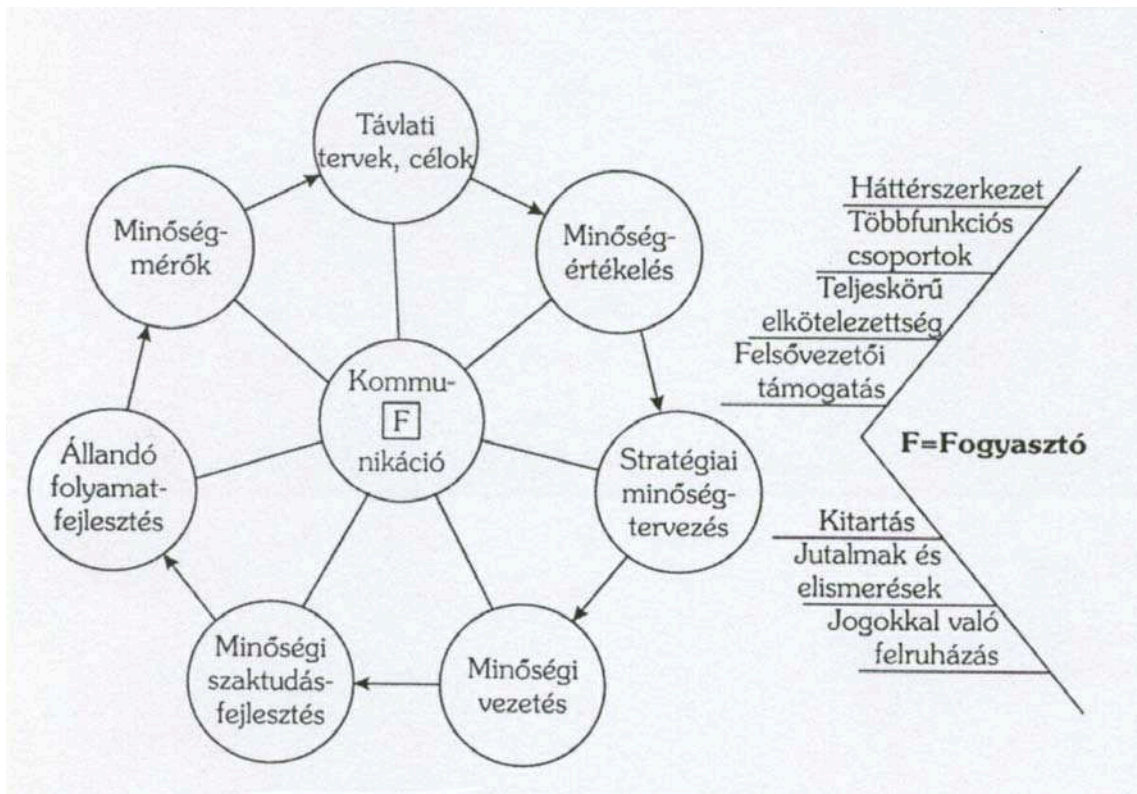 Távlati
tervek, célok
Minőség-
értékelés
Stratégiai
minőség-
tervezés
Minőségi
vezetés
Minőségi
szaktudás-
fejlesztés
Állandó
folyamat-
fejlesztés
Minőség-
mérők
Kommu-
F
nikáció
Háttérszerkezet
Többfunkciós
csoportok
Teljeskörű
elkötelezettség
Felsővezetői
támogatás
F=Fogyasztó
Kitartás
Jutalmak és
elismerések
Jogokkal való
felruházás